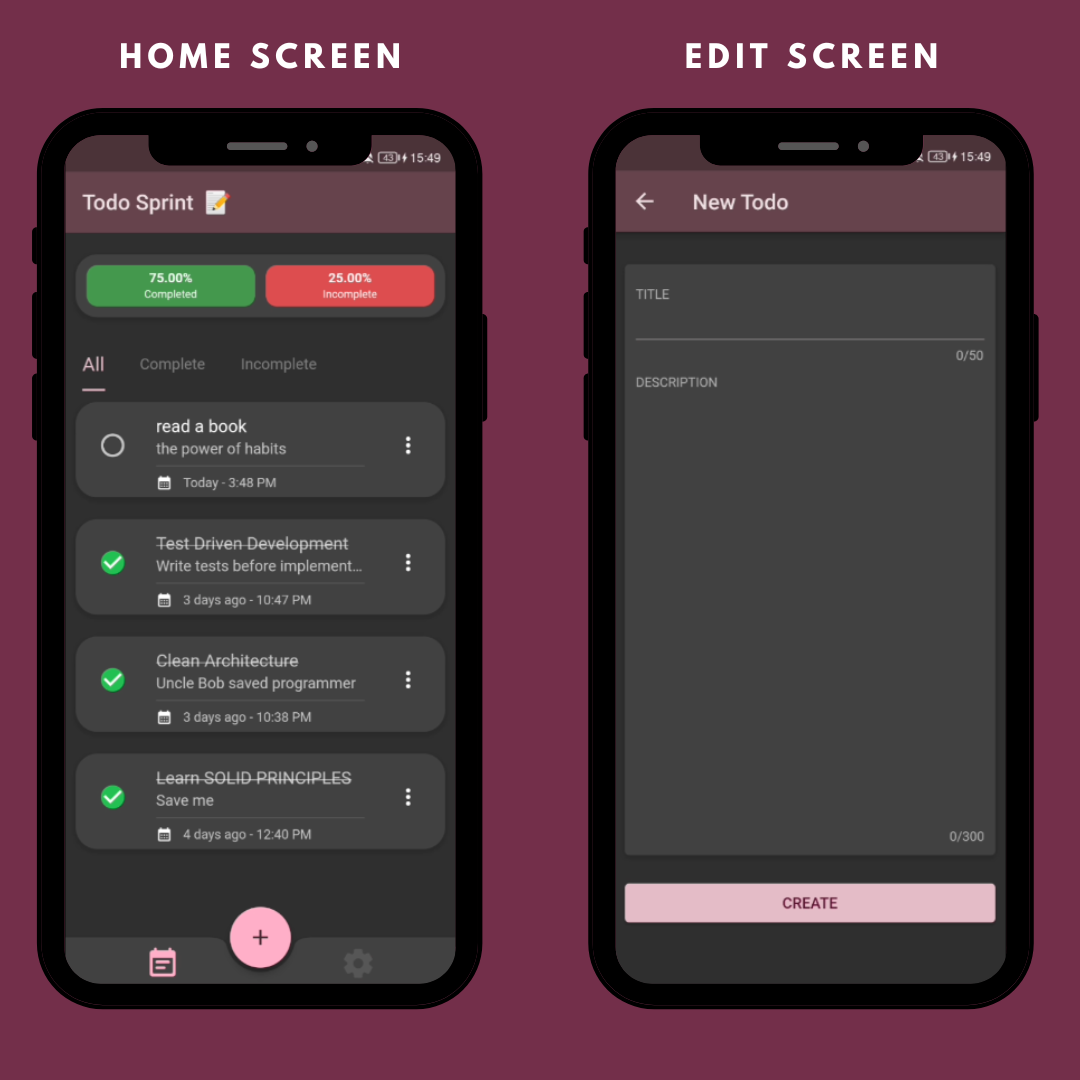 HOME SCREEN
43 15:49
Todo Sprint 📝
75.00%
Completed
25.00%
Incomplete
All
Complete
Incomplete
read a book
the power of habits
Today - 3:48 PM
Test Driven Development
Write tests before implement...
3 days ago - 10:47 PM
Clean Architecture
Uncle Bob saved programmer
3 days ago - 10:38 PM
Learn SOLID PRINCIPLES
Save me
4 days ago - 12:40 PM
+
EDIT SCREEN
43 15:49
New Todo
TITLE
0/50
DESCRIPTION
0/300
CREATE